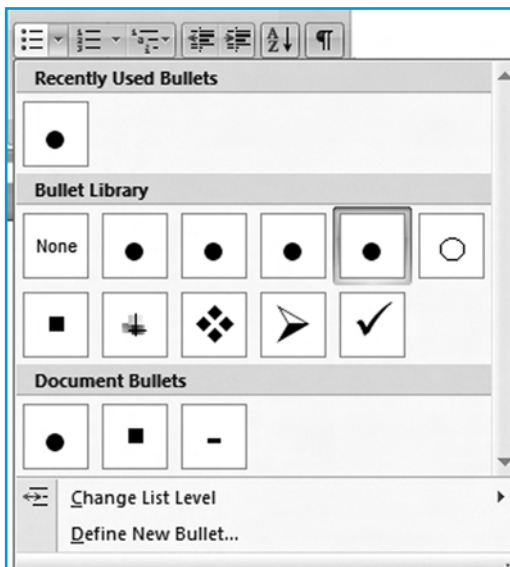 Recently Used Bullets
Bullet Library
None
Document Bullets
Change List Level
Define New Bullet...